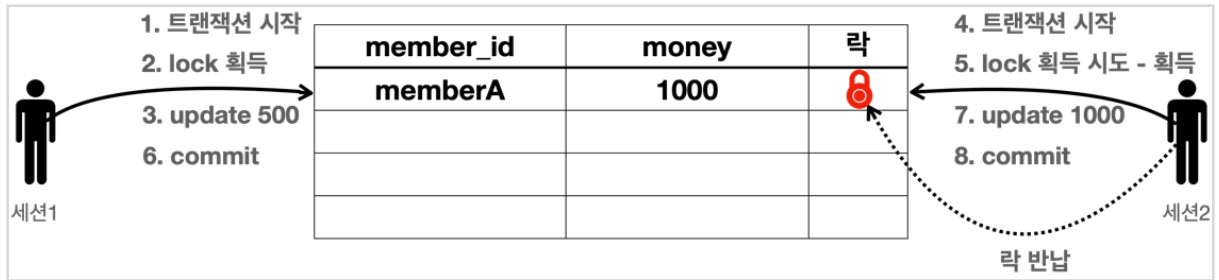 1. 트랜잭션 시작
2. lock 획득
3. update 500
6. commit
세션1
member_id money 락
memberA 1000
4. 트랜잭션 시작
5. lock 획득 시도 - 획득
7. update 1000
8. commit
세션2
락 반납